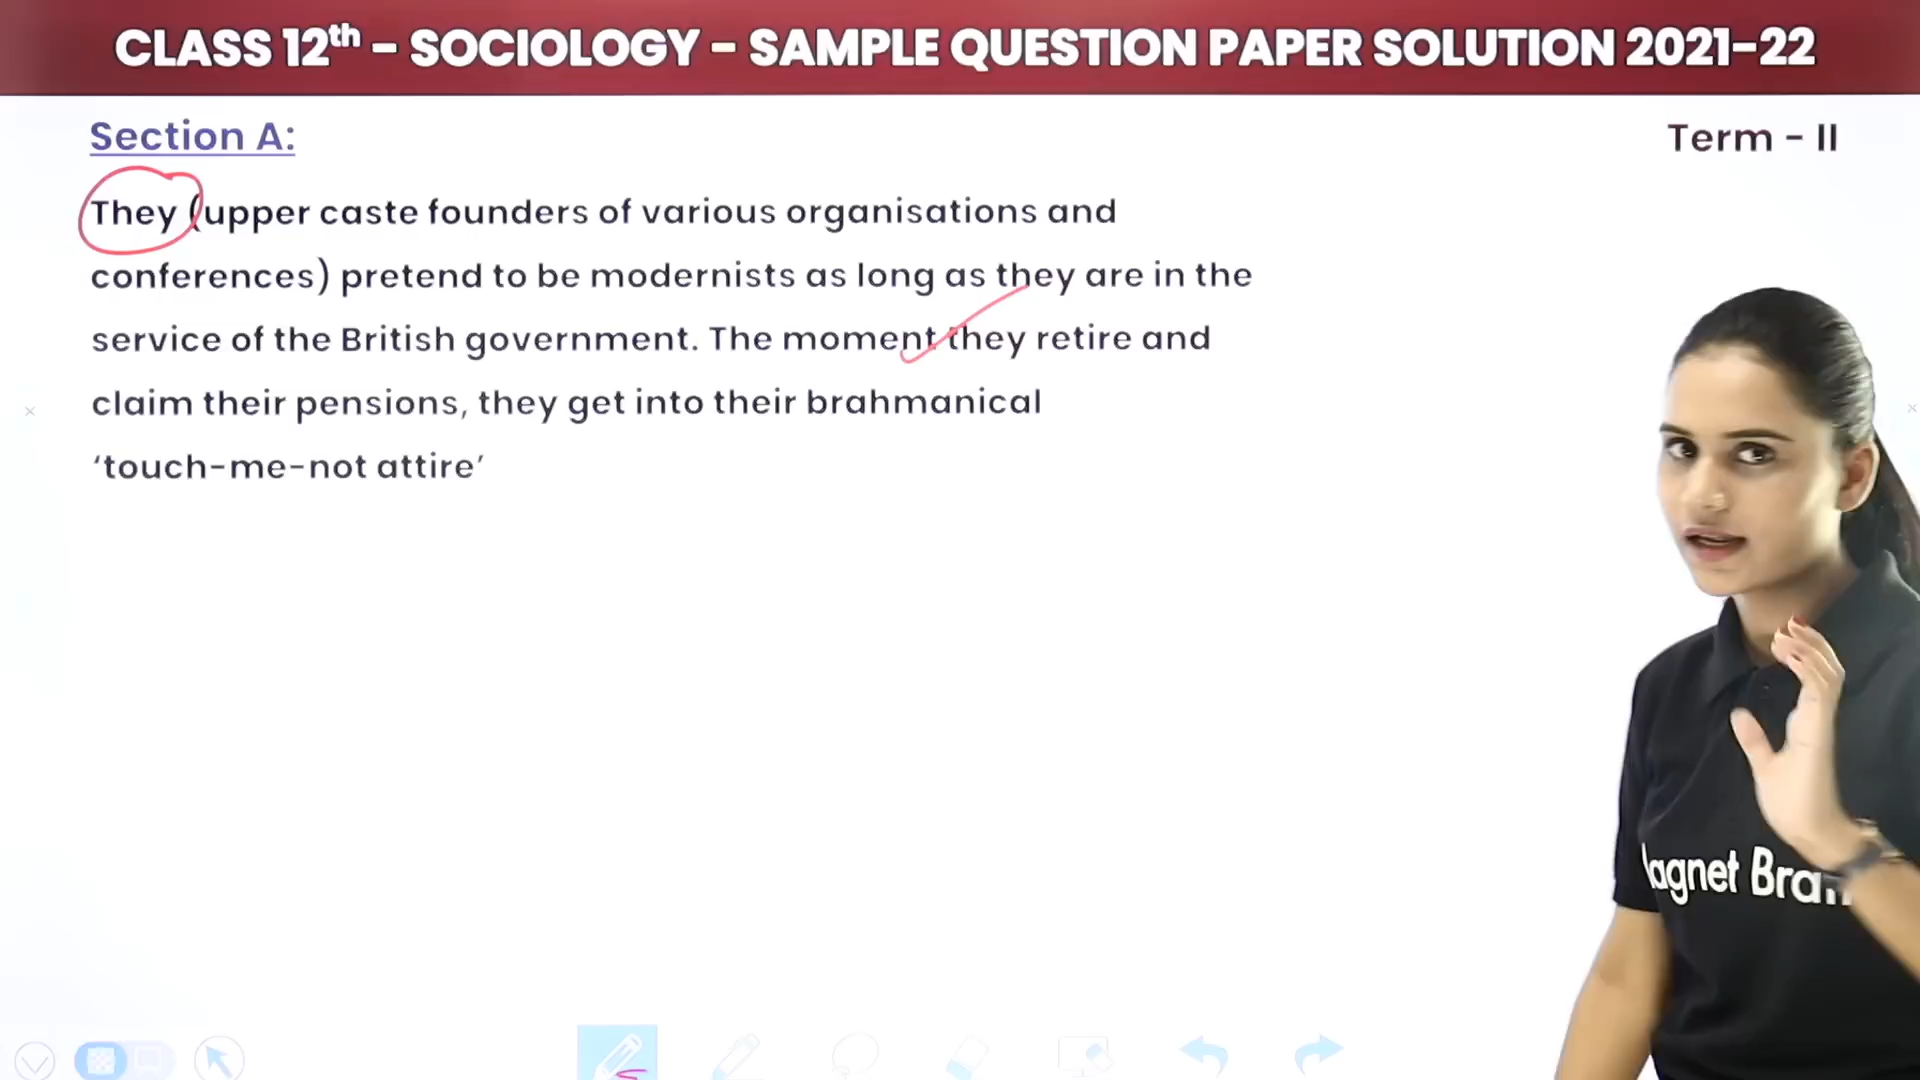 CLASS 12th – SOCIOLOGY – SAMPLE QUESTION PAPER SOLUTION 2021-22
Section A:
Term - II
They (upper caste founders of various organisations and
conferences) pretend to be modernists as long as they are in the
service of the British government. The moment they retire and
claim their pensions, they get into their brahmanical
‘touch-me-not attire’
agnet Bra